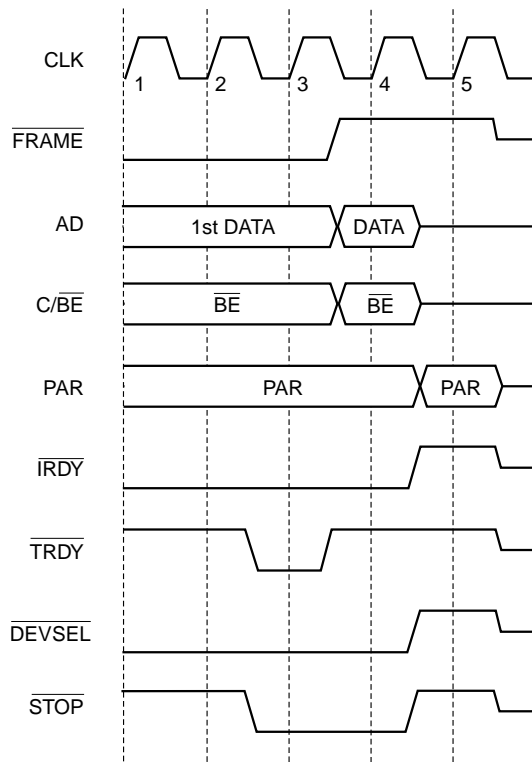 CLK
1 2 3 4 5
FRAME
AD 1st DATA DATA
C/BE BE BE
PAR PAR PAR
IRDY
TRDY
DEVSEL
STOP